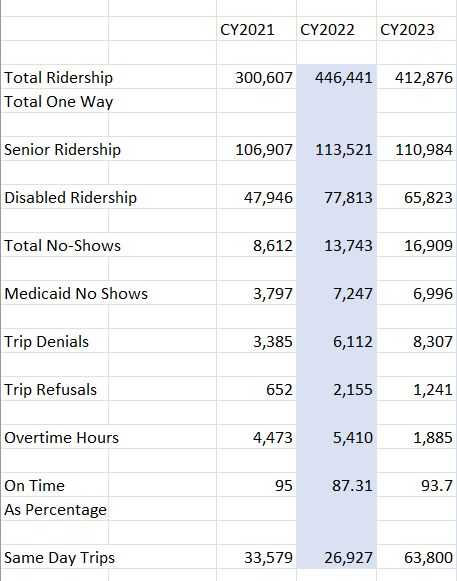 CY2021 CY2022 CY2023
Total Ridership 300,607 446,441 412,876
Total One Way
Senior Ridership 106,907 113,521 110,984
Disabled Ridership 47,946 77,813 65,823
Total No-Shows 8,612 13,743 16,909
Medicaid No Shows 3,797 7,247 6,996
Trip Denials 3,385 6,112 8,307
Trip Refusals 652 2,155 1,241
Overtime Hours 4,473 5,410 1,885
On Time 95 87.31 93.7
As Percentage
Same Day Trips 33,579 26,927 63,800